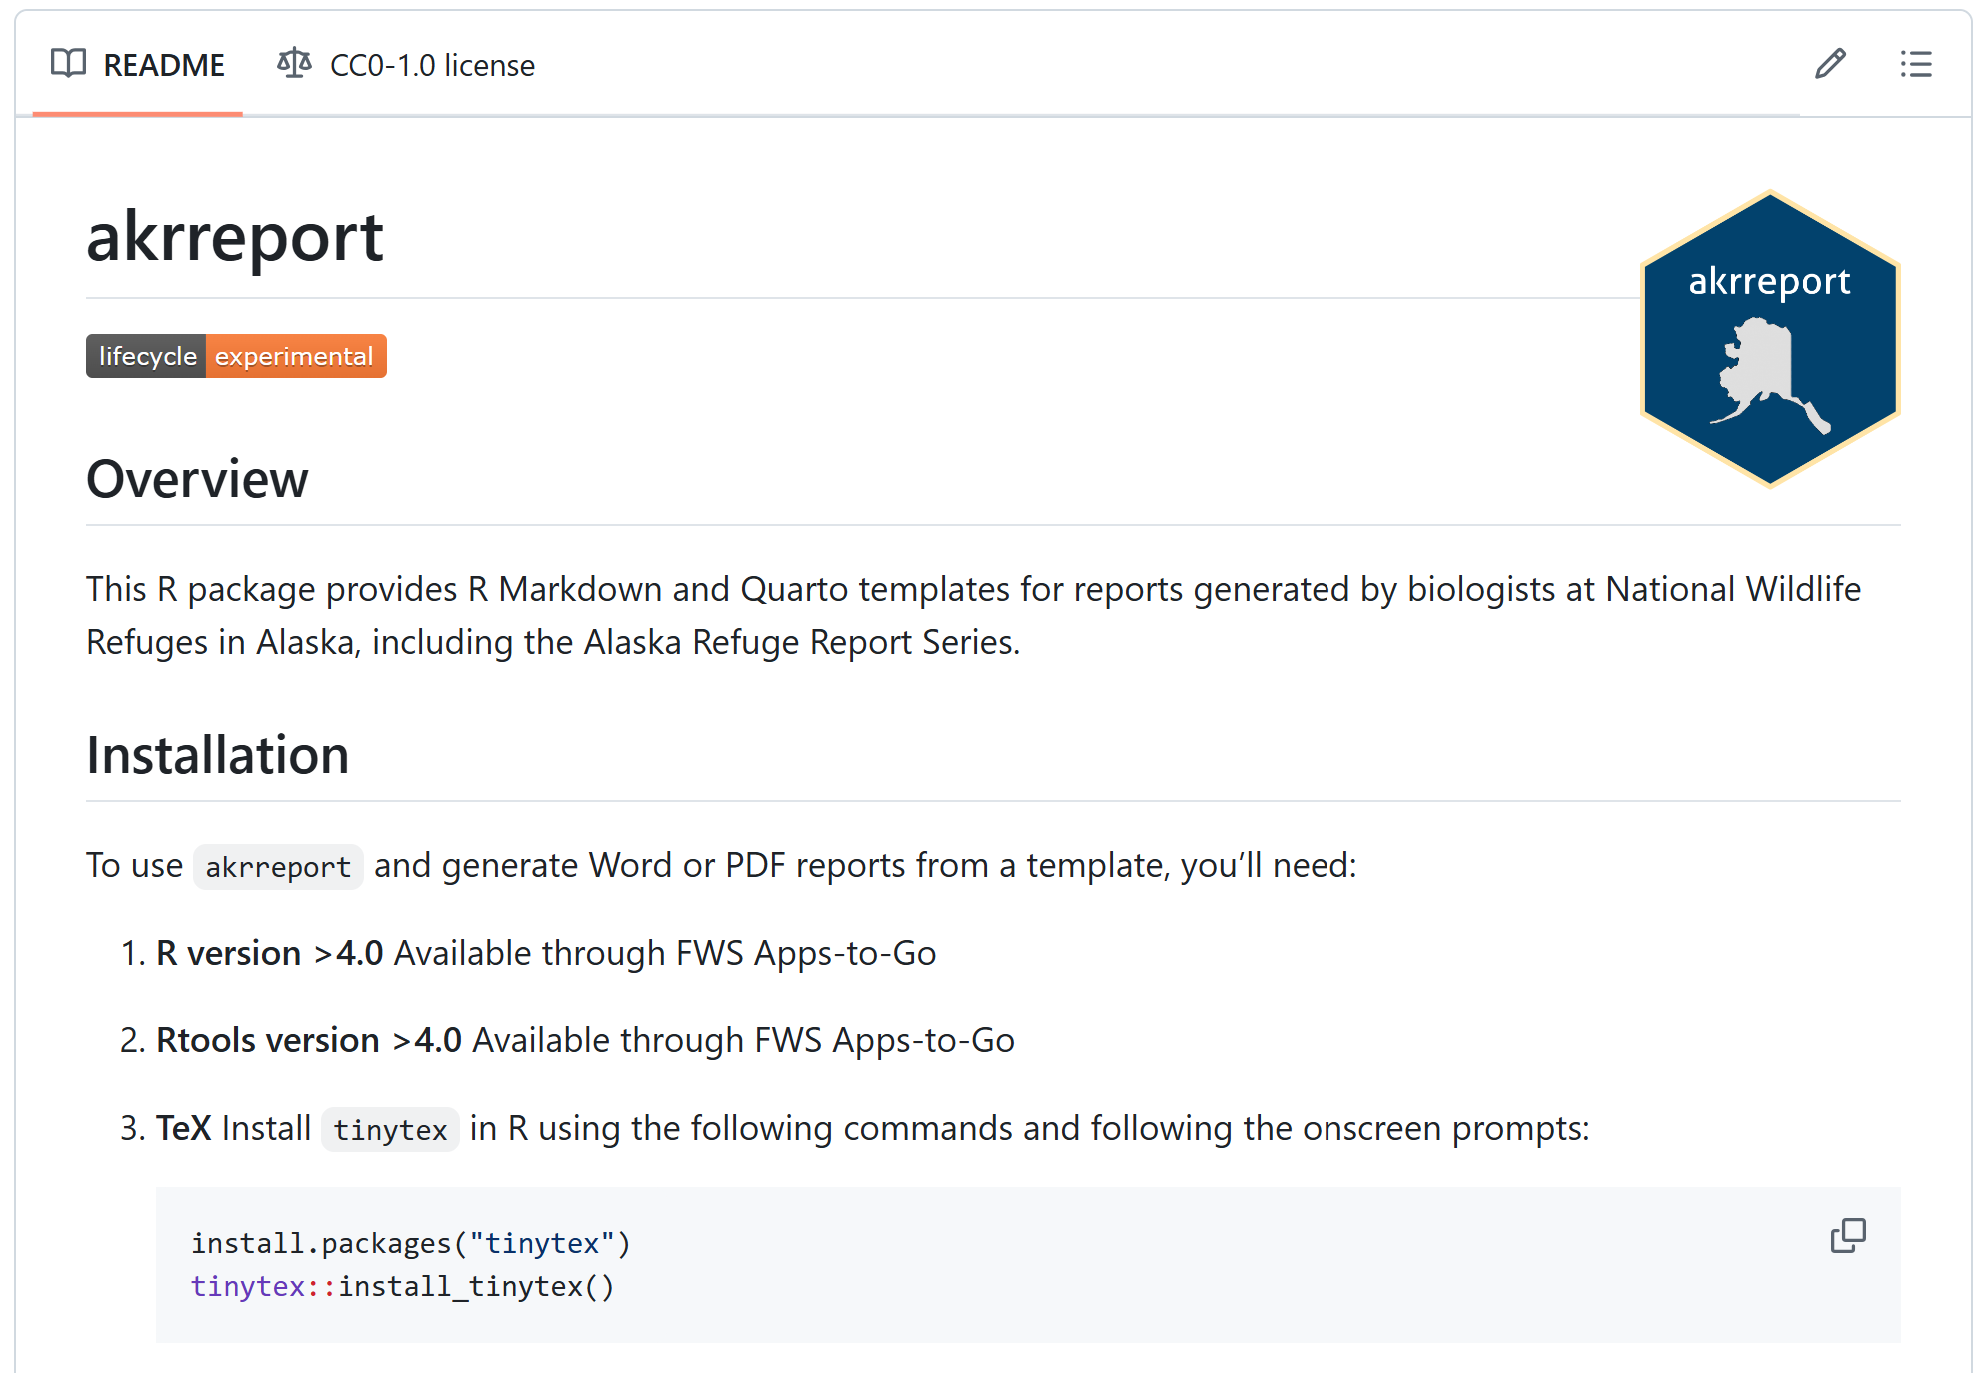 README
CC0-1.0 license
akrreport
akrreport
lifecycle experimental
Overview
This R package provides R Markdown and Quarto templates for reports generated by biologists at National Wildlife
Refuges in Alaska, including the Alaska Refuge Report Series.
Installation
To use akrreport and generate Word or PDF reports from a template, you’ll need:
1. R version >4.0 Available through FWS Apps-to-Go
2. Rtools version >4.0 Available through FWS Apps-to-Go
3. TeX Install tinytex in R using the following commands and following the onscreen prompts:
install.packages("tinytex")
tinytex::install_tinytex()